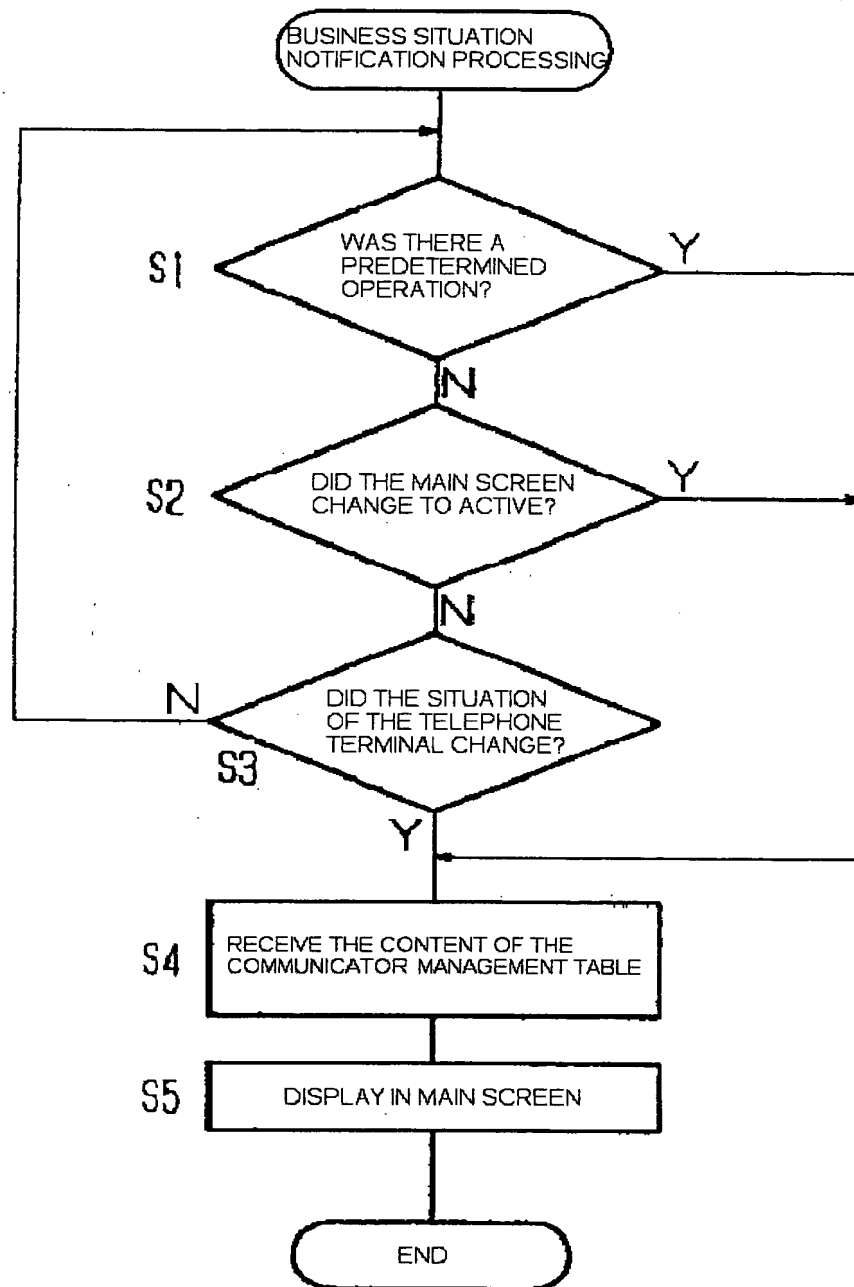 BUSINESS SITUATION
NOTIFICATION PROCESSING
S1
WAS THERE A
PREDETERMINED
OPERATION?
Y
N
S2
DID THE MAIN SCREEN
CHANGE TO ACTIVE?
Y
N
N
DID THE SITUATION
OF THE TELEPHONE
TERMINAL CHANGE?
S3
Y
S4
RECEIVE THE CONTENT OF THE
COMMUNICATOR MANAGEMENT TABLE
S5
DISPLAY IN MAIN SCREEN
END